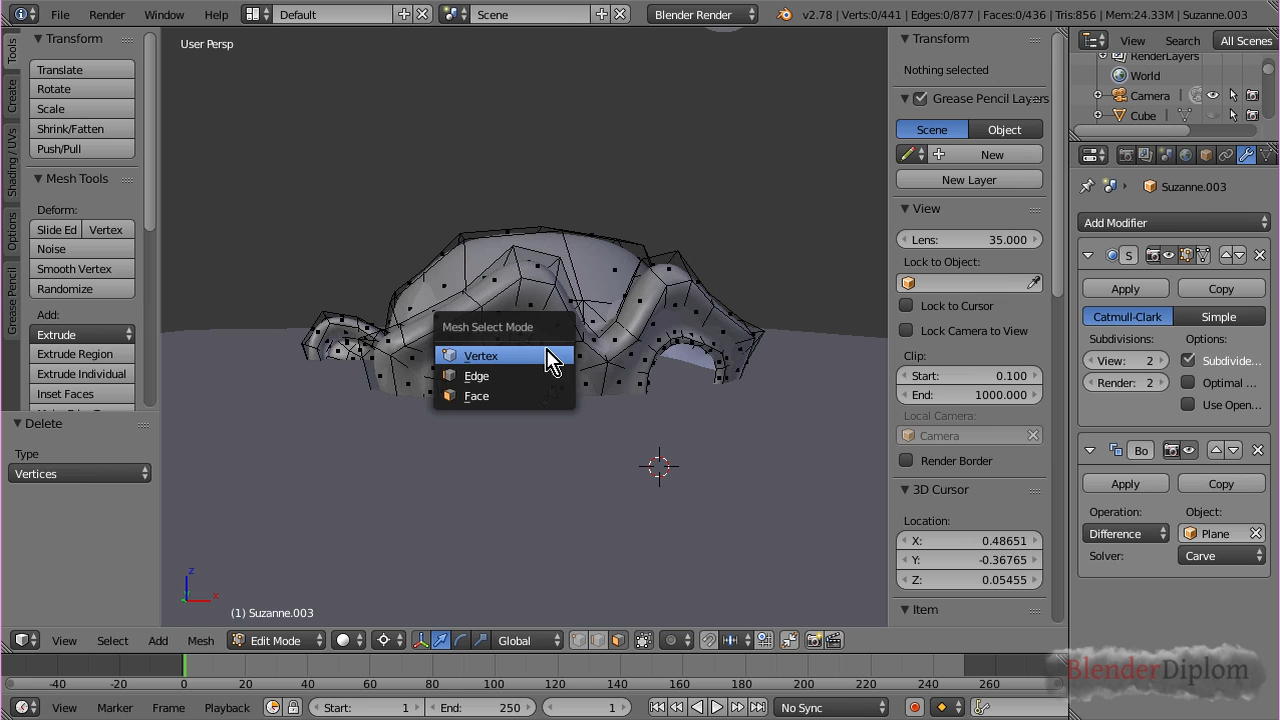 File Render Window Help Default Scene Blender Render v2.78 | Verts:0/441 | Edges:0/877 | Faces:0/436 | Tris:856 | Mem:24.33M | Suzanne.003
Tools
Create
Shading / UVs
Options
Grease Pencil
Transform
Translate
Rotate
Scale
Shrink/Fatten
Push/Pull
Mesh Tools
Deform:
Slide Ed Vertex
Noise
Smooth Vertex
Randomize
Add:
Extrude
Extrude Region
Extrude Individual
Inset Faces
Delete
Type
Vertices
User Persp
Mesh Select Mode
Vertex
Edge
Face
z
x
(1) Suzanne.003
Transform
Nothing selected
Grease Pencil Layers
Scene Object
New
New Layer
View
Lens: 35.000
Lock to Object:
Lock to Cursor
Lock Camera to View
Clip:
Start: 0.100
End: 1000.000
Local Camera:
Camera
Render Border
3D Cursor
Location:
X: 0.48651
Y: -0.36765
Z: 0.05455
Item
View Search All Scenes
RenderLayers
World
Camera
Cube
Suzanne.003
Add Modifier
S
Apply Copy
Catmull-Clark Simple
Subdivisions:
View: 2
Render: 2
Subdivide...
Optimal ...
Use Open...
Bo
Apply Copy
Operation: Object:
Difference Plane
Solver: Carve
View Select Add Mesh Edit Mode Global
-40 -20 0 20 40 60 80 100 120 140 160 180 200 220 240 260
View Marker Frame Playback Start: 1 End: 250 1 No Sync
BlenderDiplom